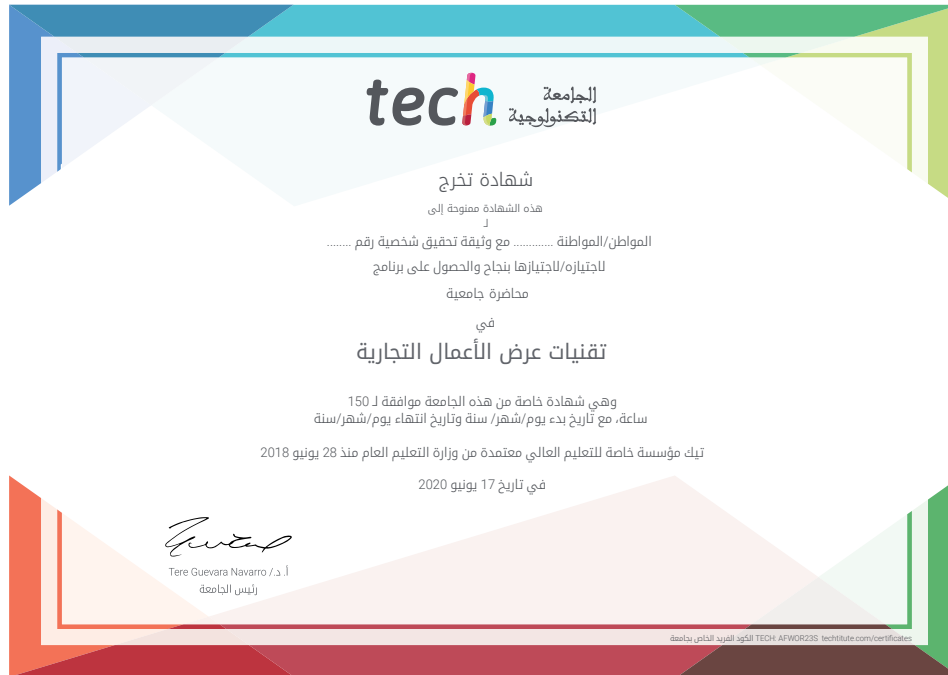 tech
الجامعة
التكنولوجية
شهادة تخرج
هذه الشهادة ممنوحة إلى
لـ
المواطن/المواطنة ............ مع وثيقة تحقيق شخصية رقم ........
لاجتيازه/لاجتيازها بنجاح والحصول على برنامج
محاضرة جامعية
في
تقنيات عرض الأعمال التجارية
وهي شهادة خاصة من هذه الجامعة موافقة لـ 150
ساعة، مع تاريخ بدء يوم/شهر/ سنة وتاريخ انتهاء يوم/شهر/سنة
تيك مؤسسة خاصة للتعليم العالي معتمدة من وزارة التعليم العام منذ 28 يونيو 2018
في تاريخ 17 يونيو 2020
أ. د./ Tere Guevara Navarro
رئيس الجامعة
الكود الفريد الخاص بجامعة TECH: AFWOR23S techtitute.com/certificates